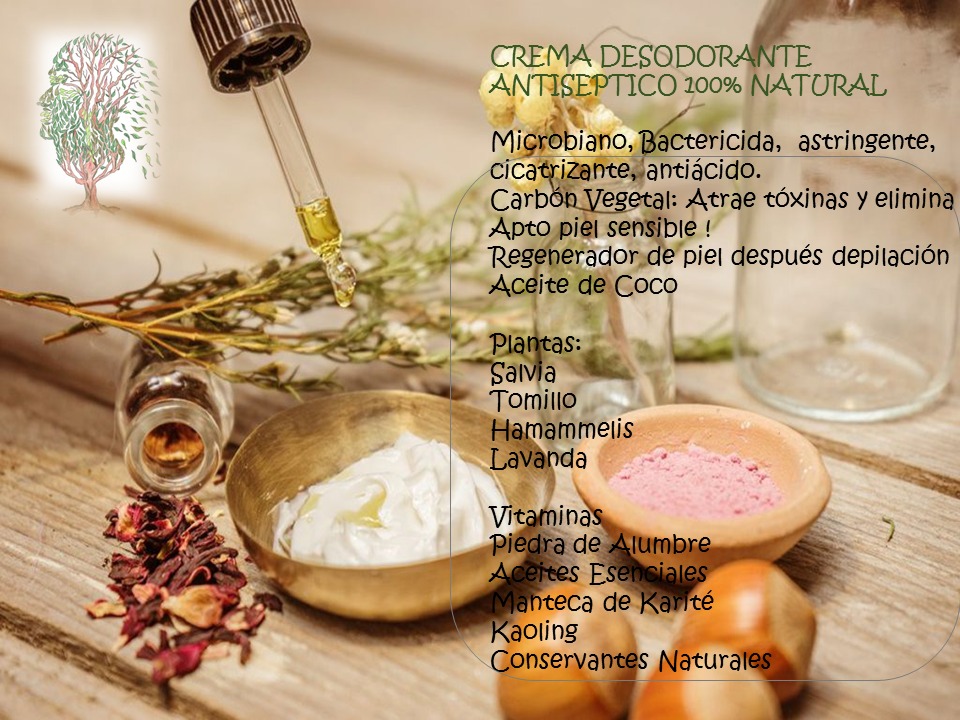 CREMA DESODORANTE
ANTISEPTICO 100% NATURAL
Microbiano, Bactericida, astringente,
cicatrizante, antiácido.
Carbón Vegetal: Atrae tóxinas y elimina
Apto piel sensible !
Regenerador de piel después depilación
Aceite de Coco
Plantas:
Salvia
Tomillo
Hamammelis
Lavanda
Vitaminas
Piedra de Alumbre
Aceites Esenciales
Manteca de Karité
Kaoling
Conservantes Naturales